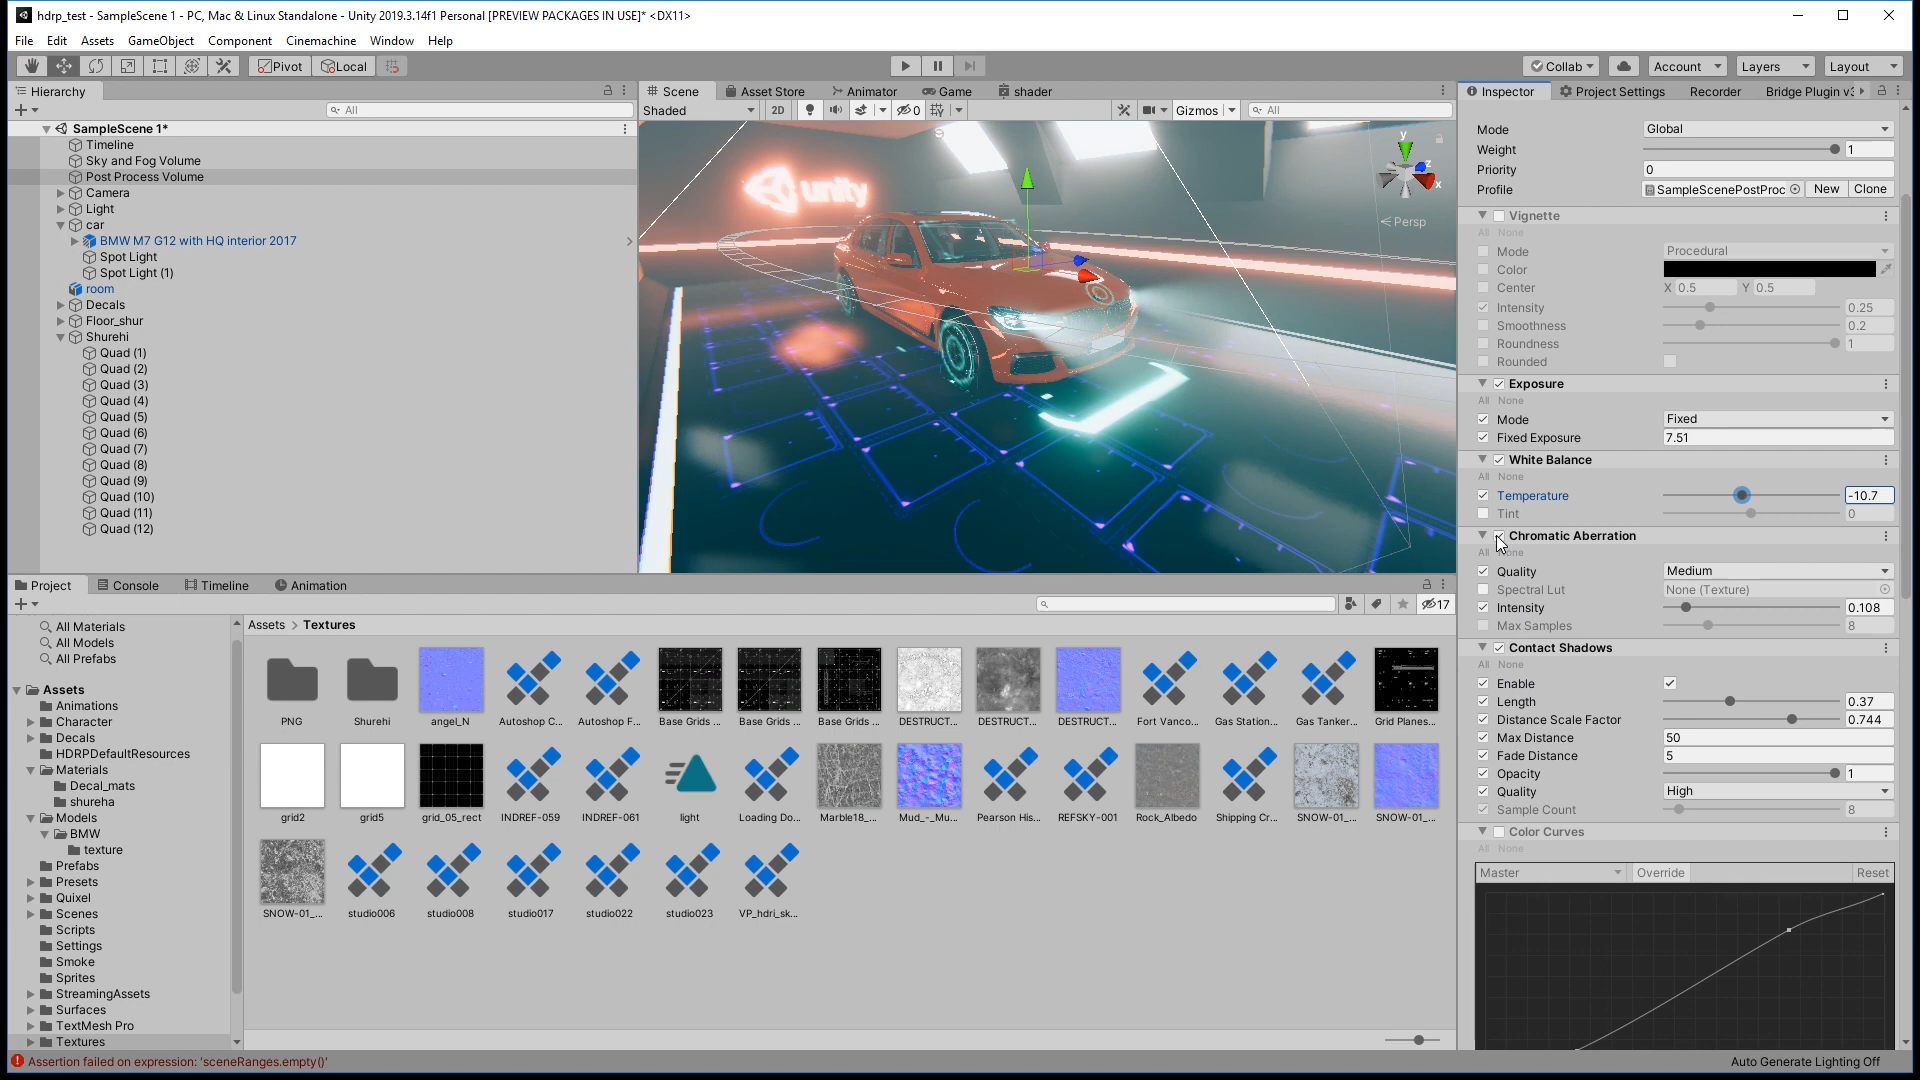 hdrp_test - SampleScene 1 - PC, Mac & Linux Standalone - Unity 2019.3.14f1 Personal [PREVIEW PACKAGES IN USE]* <DX11>
File Edit Assets GameObject Component Cinemachine Window Help
Pivot Local Collab Account Layers Layout
Hierarchy
All
SampleScene 1*
Timeline
Sky and Fog Volume
Post Process Volume
Camera
Light
car
BMW M7 G12 with HQ interior 2017
Spot Light
Spot Light (1)
room
Decals
Floor_shur
Shurehi
Quad (1)
Quad (2)
Quad (3)
Quad (4)
Quad (5)
Quad (6)
Quad (7)
Quad (8)
Quad (9)
Quad (10)
Quad (11)
Quad (12)
Scene Asset Store Animator Game shader
Shaded 2D 0 Gizmos All
unity
y
z
x
Persp
Inspector Project Settings Recorder Bridge Plugin v3
Mode Global
Weight 1
Priority 0
Profile SampleScenePostProc New Clone
Vignette
All None
Mode Procedural
Color
Center X 0.5 Y 0.5
Intensity 0.25
Smoothness 0.2
Roundness 1
Rounded
Exposure
All None
Mode Fixed
Fixed Exposure 7.51
White Balance
All None
Temperature -10.7
Tint 0
Chromatic Aberration
All None
Quality Medium
Spectral Lut None (Texture)
Intensity 0.108
Max Samples 8
Contact Shadows
All None
Enable
Length 0.37
Distance Scale Factor 0.744
Max Distance 50
Fade Distance 5
Opacity 1
Quality High
Sample Count 8
Color Curves
All None
Master Override Reset
Project Console Timeline Animation
17
All Materials
All Models
All Prefabs
Assets
Animations
Character
Decals
HDRPDefaultResources
Materials
Decal_mats
shureha
Models
BMW
texture
Prefabs
Presets
Quixel
Scenes
Scripts
Settings
Smoke
Sprites
StreamingAssets
Surfaces
TextMesh Pro
Textures
Assets > Textures
PNG Shurehi angel_N Autoshop C... Autoshop F... Base Grids ... Base Grids ... Base Grids ... DESTRUCT... DESTRUCT... DESTRUCT... Fort Vanco... Gas Station... Gas Tanker... Grid Planes...
grid2 grid5 grid_05_rect INDREF-059 INDREF-061 light Loading Do... Marble18_... Mud_-_Mu... Pearson His... REFSKY-001 Rock_Albedo Shipping Cr... SNOW-01_... SNOW-01_...
SNOW-01_... studio006 studio008 studio017 studio022 studio023 VP_hdri_sk...
Assertion failed on expression: 'sceneRanges.empty()'
Auto Generate Lighting Off